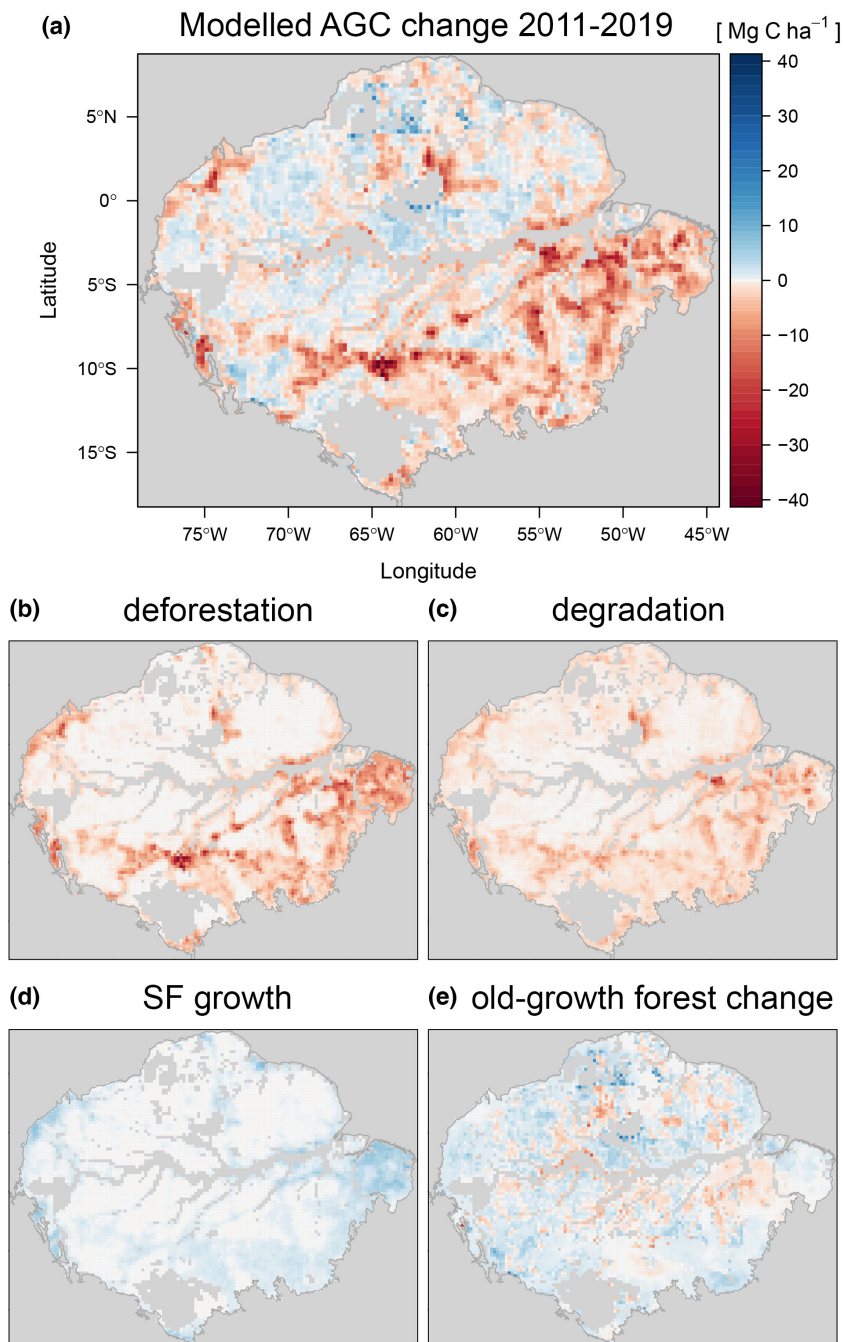 (a) Modelled AGC change 2011-2019 [ Mg C ha⁻¹ ]
40
30
20
10
0
−10
−20
−30
−40
5°N
0°
5°S
10°S
15°S
Latitude
75°W 70°W 65°W 60°W 55°W 50°W 45°W
Longitude
(b) deforestation
(c) degradation
(d) SF growth
(e) old-growth forest change